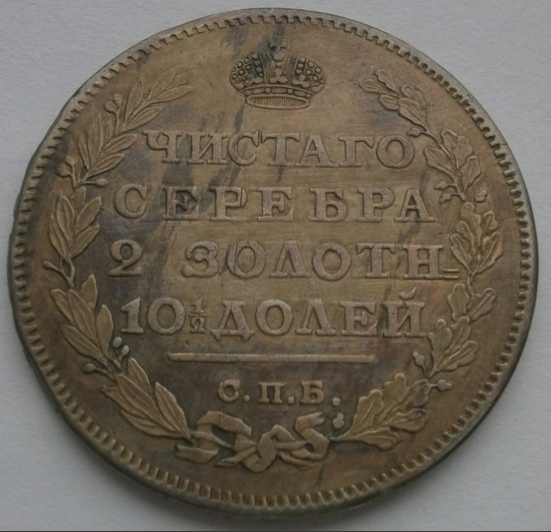 ЧИСТАГО
СЕРЕБРА
2 ЗОЛОТН
10½ ДОЛЕЙ
С.П.Б.